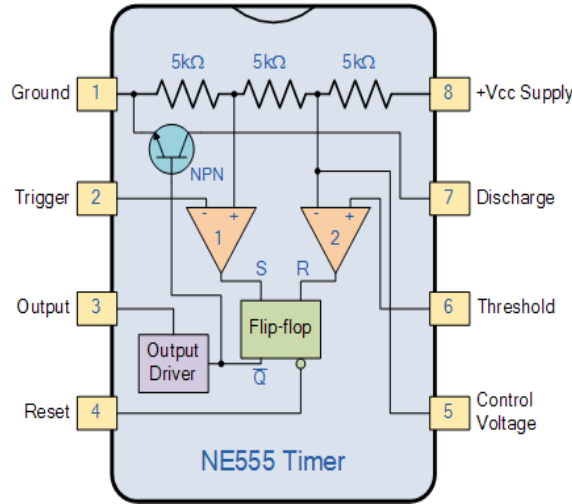 5kΩ 5kΩ 5kΩ
Ground 1 8 +Vcc Supply
NPN
Trigger 2 7 Discharge
- + - +
1 2
S R
Output 3 6 Threshold
Flip-flop
Output
Driver
Q̅
Reset 4 5 Control
Voltage
NE555 Timer